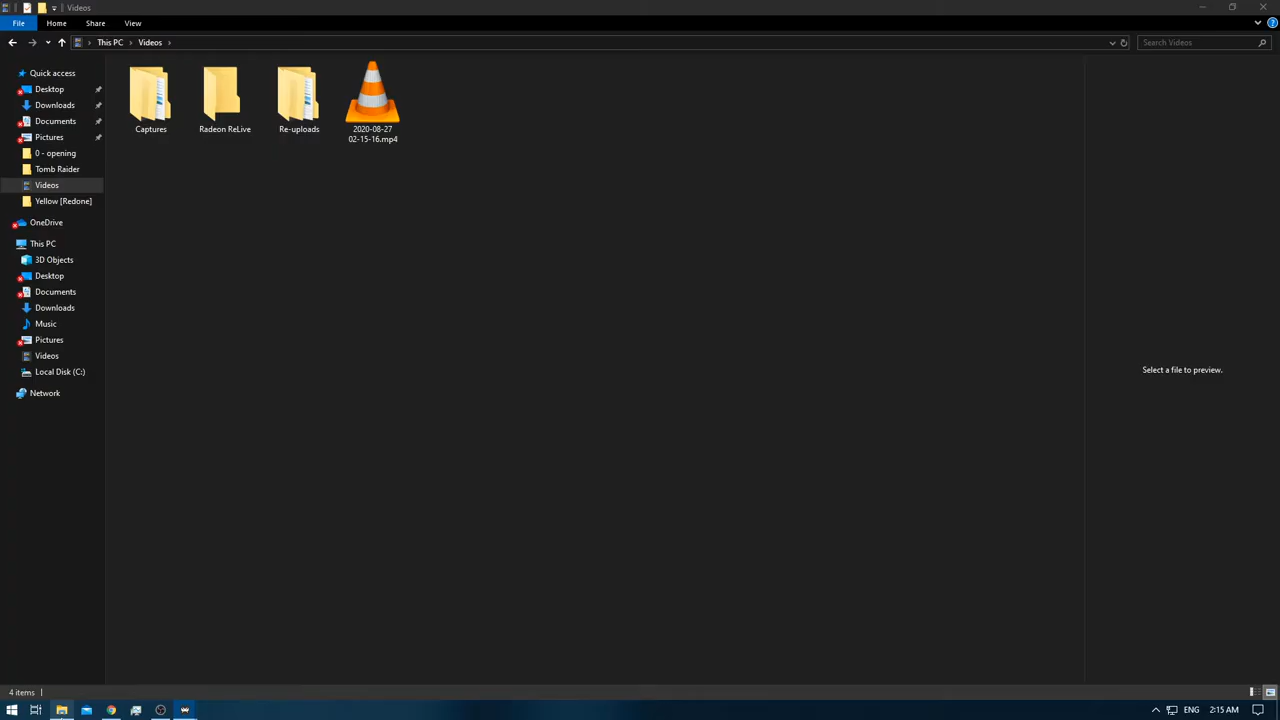 Videos
File
Home
Share
View
This PC
Videos
Search Videos
Quick access
Desktop
Downloads
Documents
Pictures
0 - opening
Tomb Raider
Videos
Yellow [Redone]
OneDrive
This PC
3D Objects
Desktop
Documents
Downloads
Music
Pictures
Videos
Local Disk (C:)
Network
Captures
Radeon ReLive
Re-uploads
2020-08-27
02-15-16.mp4
Select a file to preview.
4 items
ENG
2:15 AM